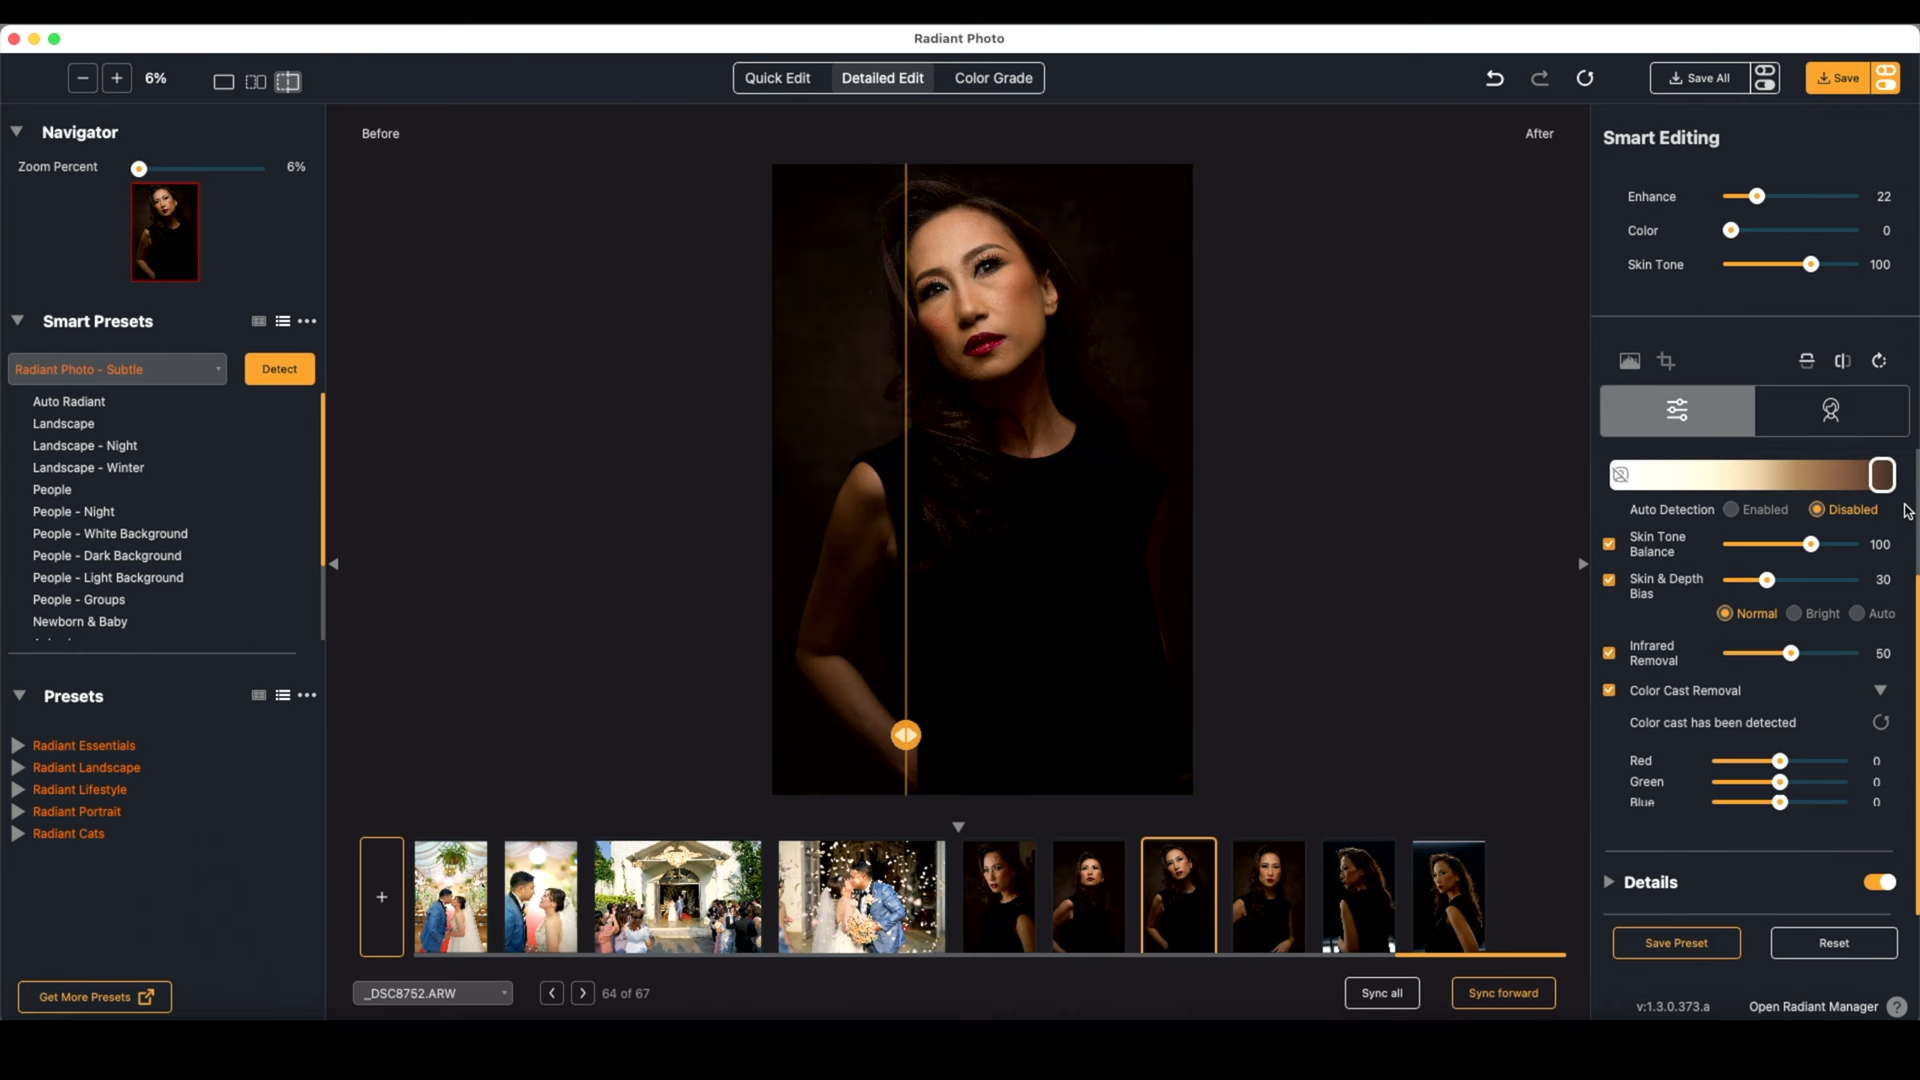 Radiant Photo
6%
Quick Edit
Detailed Edit
Color Grade
Save All
Save
Navigator
Zoom Percent
6%
Smart Presets
Radiant Photo - Subtle
Detect
Auto Radiant
Landscape
Landscape - Night
Landscape - Winter
People
People - Night
People - White Background
People - Dark Background
People - Light Background
People - Groups
Newborn & Baby
Presets
Radiant Essentials
Radiant Landscape
Radiant Lifestyle
Radiant Portrait
Radiant Cats
Get More Presets
Before
After
_DSC8752.ARW
64 of 67
Sync all
Sync forward
Smart Editing
Enhance 22
Color 0
Skin Tone 100
Auto Detection Enabled Disabled
Skin Tone
Balance
100
Skin & Depth
Bias
30
Normal Bright Auto
Infrared
Removal
50
Color Cast Removal
Color cast has been detected
Red 0
Green 0
Blue 0
Details
Save Preset
Reset
v:1.3.0.373.a
Open Radiant Manager ?